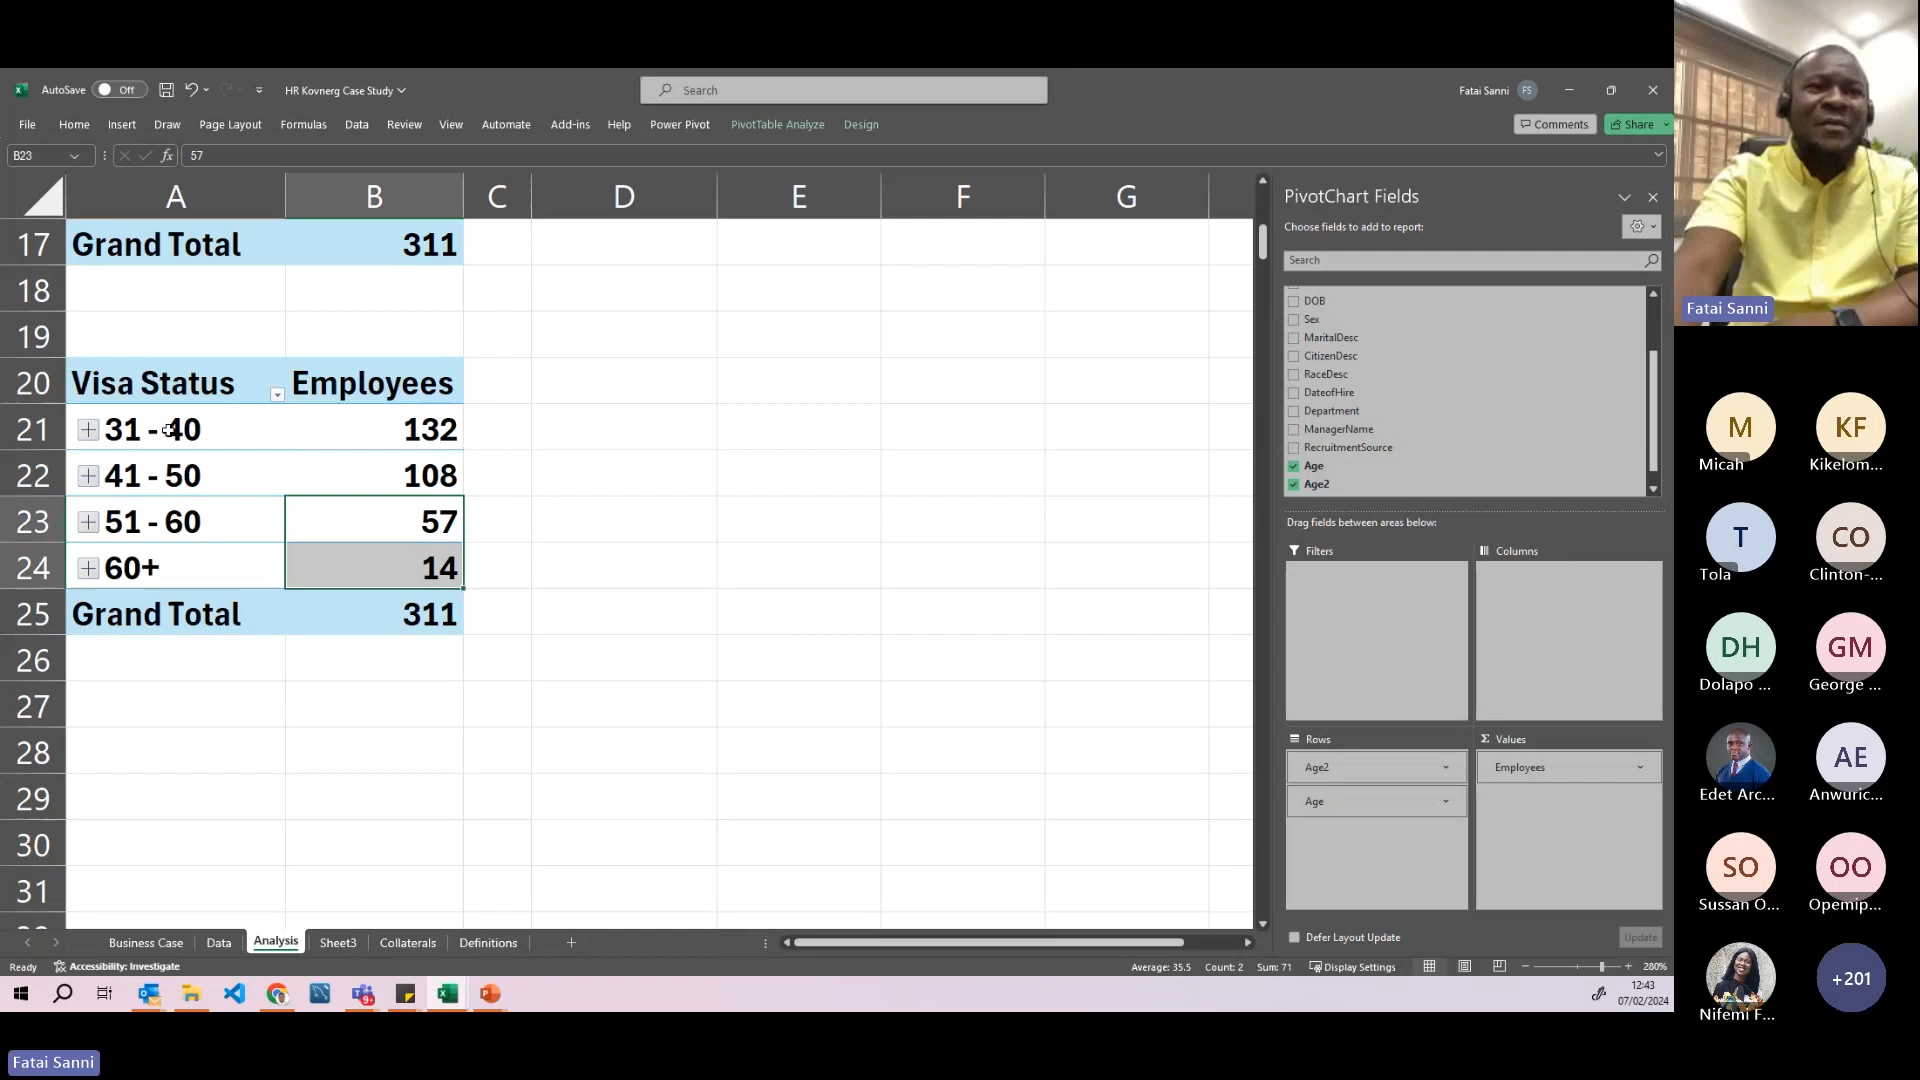 AutoSave Off HR Kovnerg Case Study Search Fatai Sanni FS
File Home Insert Draw Page Layout Formulas Data Review View Automate Add-ins Help Power Pivot PivotTable Analyze Design Comments Share
B23 fx 57
A B C D E F G
17 Grand Total 311
18
19
20 Visa Status Employees
21 31 - 40 132
22 41 - 50 108
23 51 - 60 57
24 60+ 14
25 Grand Total 311
26
27
28
29
30
31
PivotChart Fields
Choose fields to add to report:
Search
DOB
Sex
MaritalDesc
CitizenDesc
RaceDesc
DateofHire
Department
ManagerName
RecruitmentSource
Age
Age2
Drag fields between areas below:
Filters Columns
Rows Σ Values
Age2 Employees
Age
Defer Layout Update Update
Business Case Data Analysis Sheet3 Collaterals Definitions
Ready Accessibility: Investigate Average: 35.5 Count: 2 Sum: 71 Display Settings 280%
12:43
07/02/2024
Fatai Sanni
Fatai Sanni
M KF
Micah Kikelom...
T CO
Tola Clinton-...
DH GM
Dolapo ... George ...
AE
Edet Arc... Anwuric...
SO OO
Sussan O... Opemip...
+201
Nifemi F...